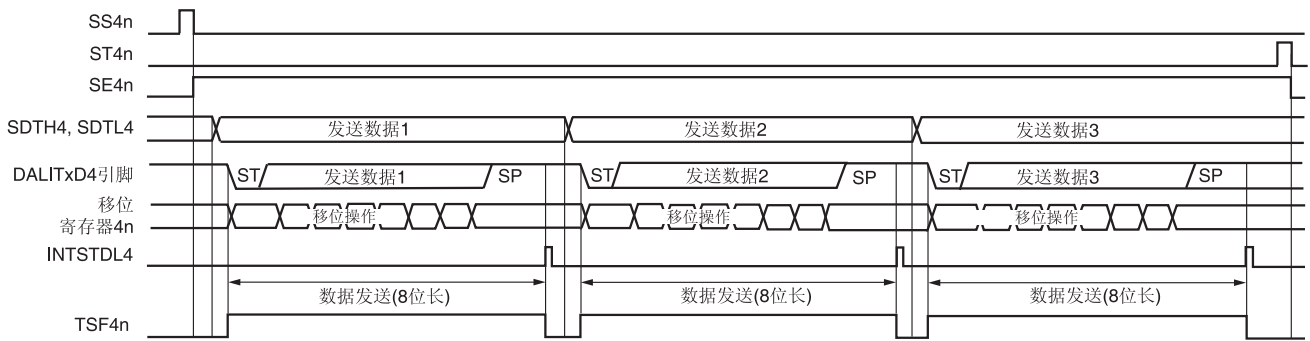 SS4n
ST4n
SE4n
SDTH4, SDTL4 发送数据1 发送数据2 发送数据3
DALITxD4引脚 ST 发送数据1 SP ST 发送数据2 SP ST 发送数据3 SP
移位
寄存器4n 移位操作 移位操作 移位操作
INTSTDL4
数据发送(8位长) 数据发送(8位长) 数据发送(8位长)
TSF4n